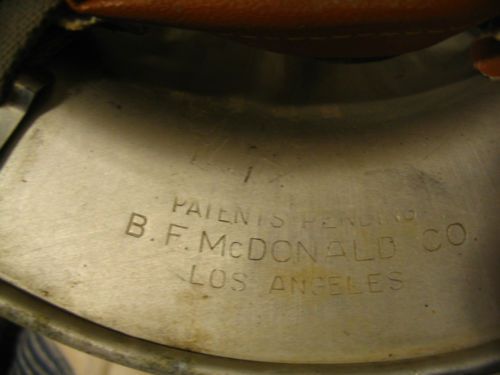 PATENTS PENDING
B. F. McDONALD CO.
LOS ANGELES